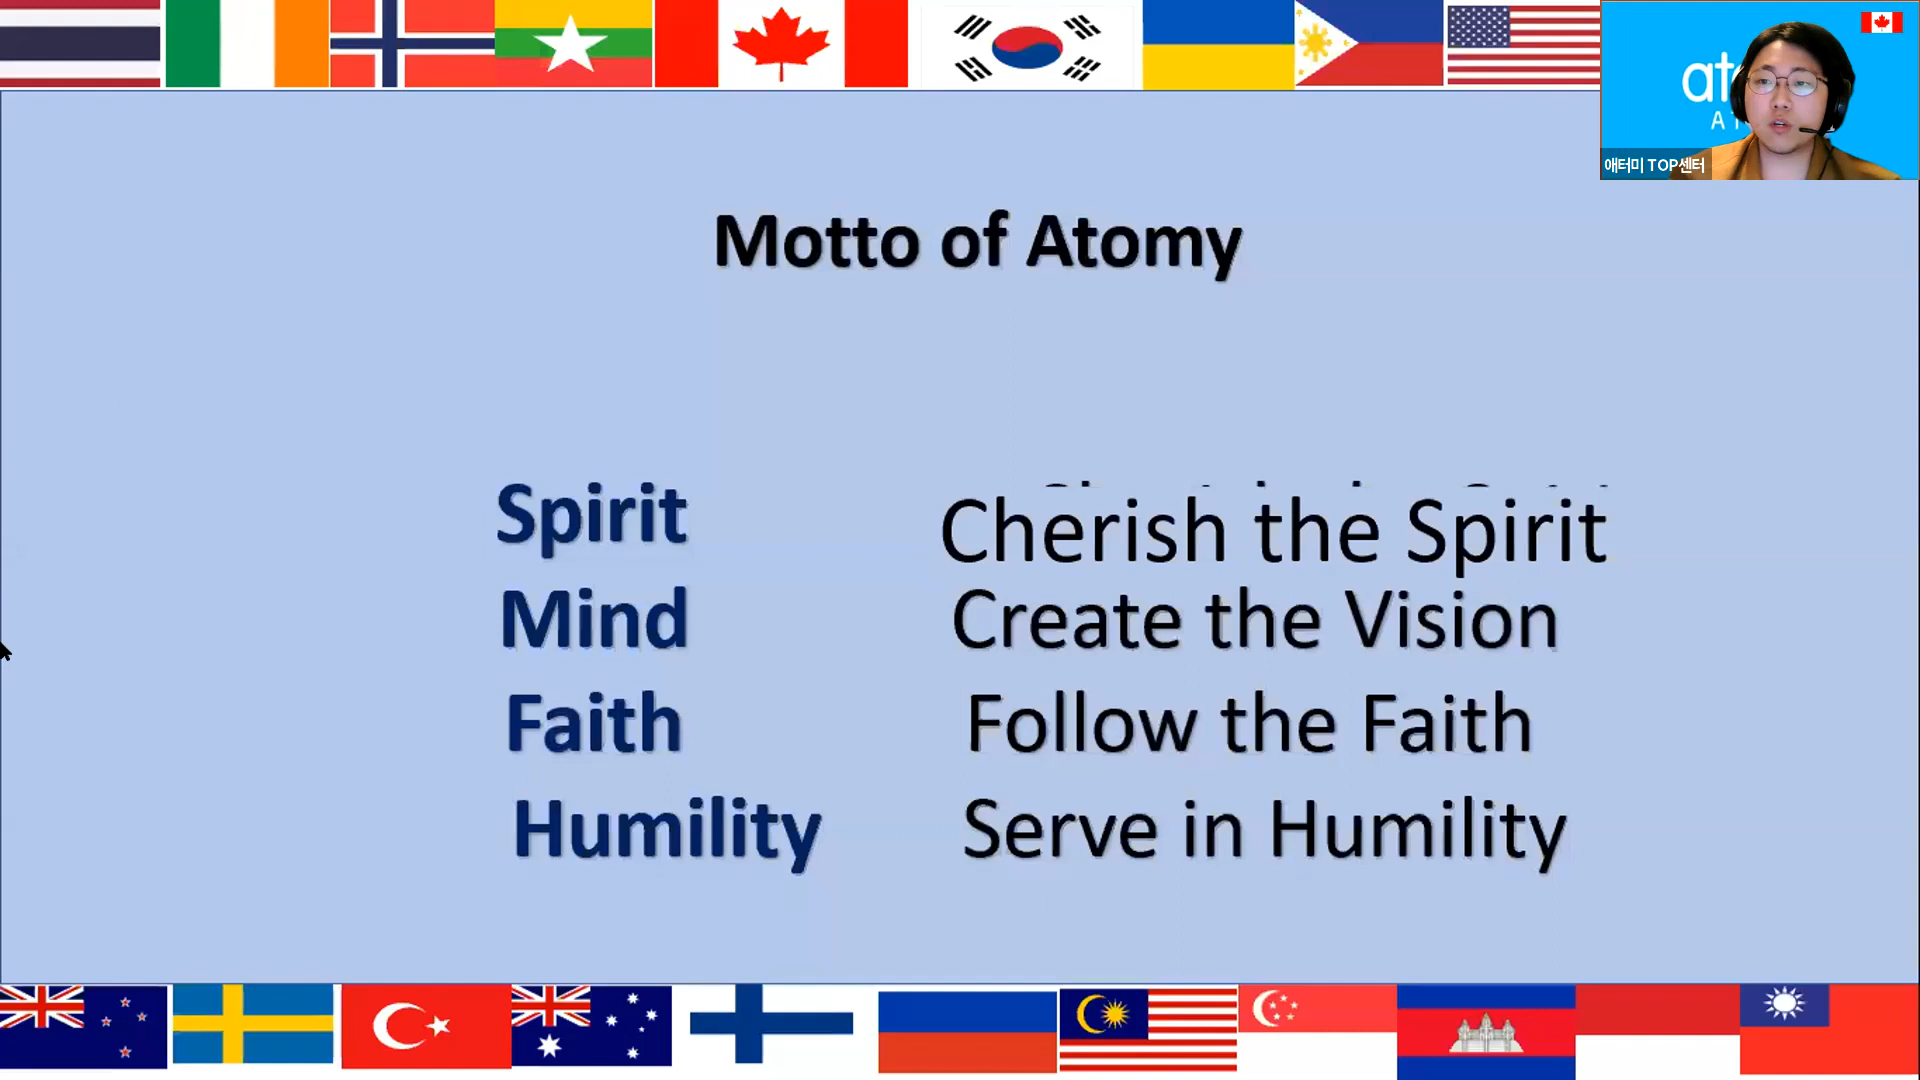 애터미 TOP센터
Motto of Atomy
Spirit Cherish the Spirit
Mind Create the Vision
Faith Follow the Faith
Humility Serve in Humility